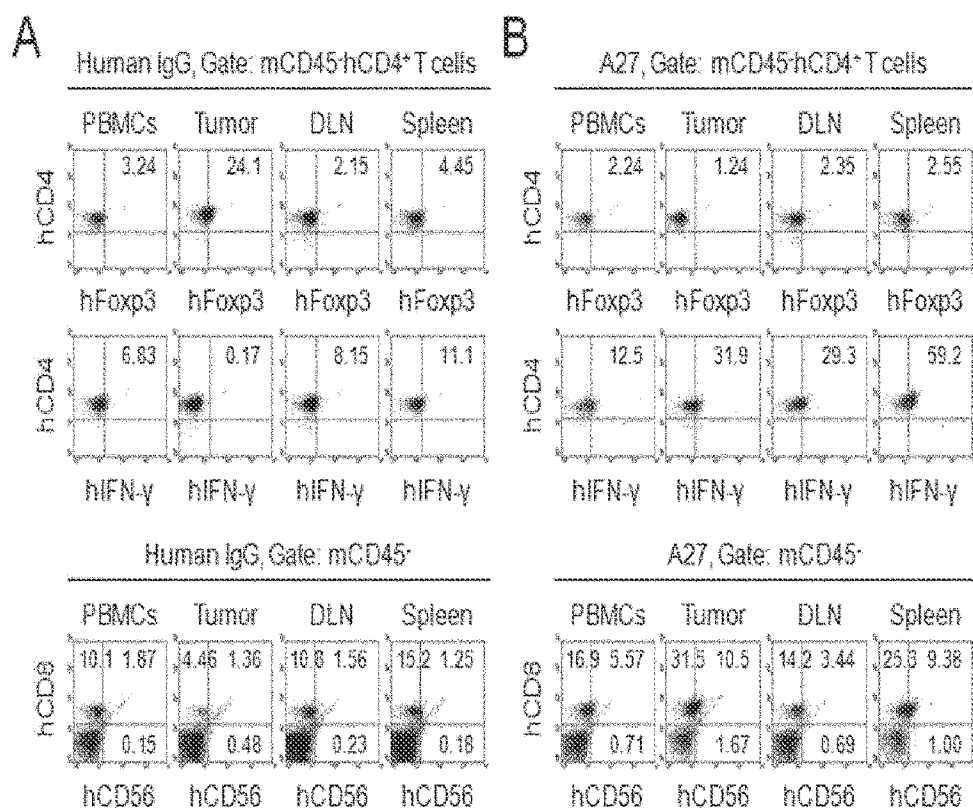 A
Human IgG, Gate: mCD45-hCD4+ T cells
PBMCs Tumor DLN Spleen
hCD4 3.24 24.1 2.15 4.45
hFoxp3 hFoxp3 hFoxp3 hFoxp3
hCD4 6.83 0.17 8.15 11.1
hIFN-γ hIFN-γ hIFN-γ hIFN-γ
Human IgG, Gate: mCD45-
PBMCs Tumor DLN Spleen
hCD8 10.1 1.87 4.46 1.36 10.8 1.56 15.2 1.25
0.15 0.48 0.23 0.18
hCD56 hCD56 hCD56 hCD56
B
A27, Gate: mCD45-hCD4+ T cells
PBMCs Tumor DLN Spleen
hCD4 2.24 1.24 2.35 2.55
hFoxp3 hFoxp3 hFoxp3 hFoxp3
hCD4 12.5 31.9 29.3 59.2
hIFN-γ hIFN-γ hIFN-γ hIFN-γ
A27, Gate: mCD45-
PBMCs Tumor DLN Spleen
hCD8 16.9 5.57 31.5 10.5 14.2 3.44 25.3 9.38
0.71 1.67 0.69 1.00
hCD56 hCD56 hCD56 hCD56